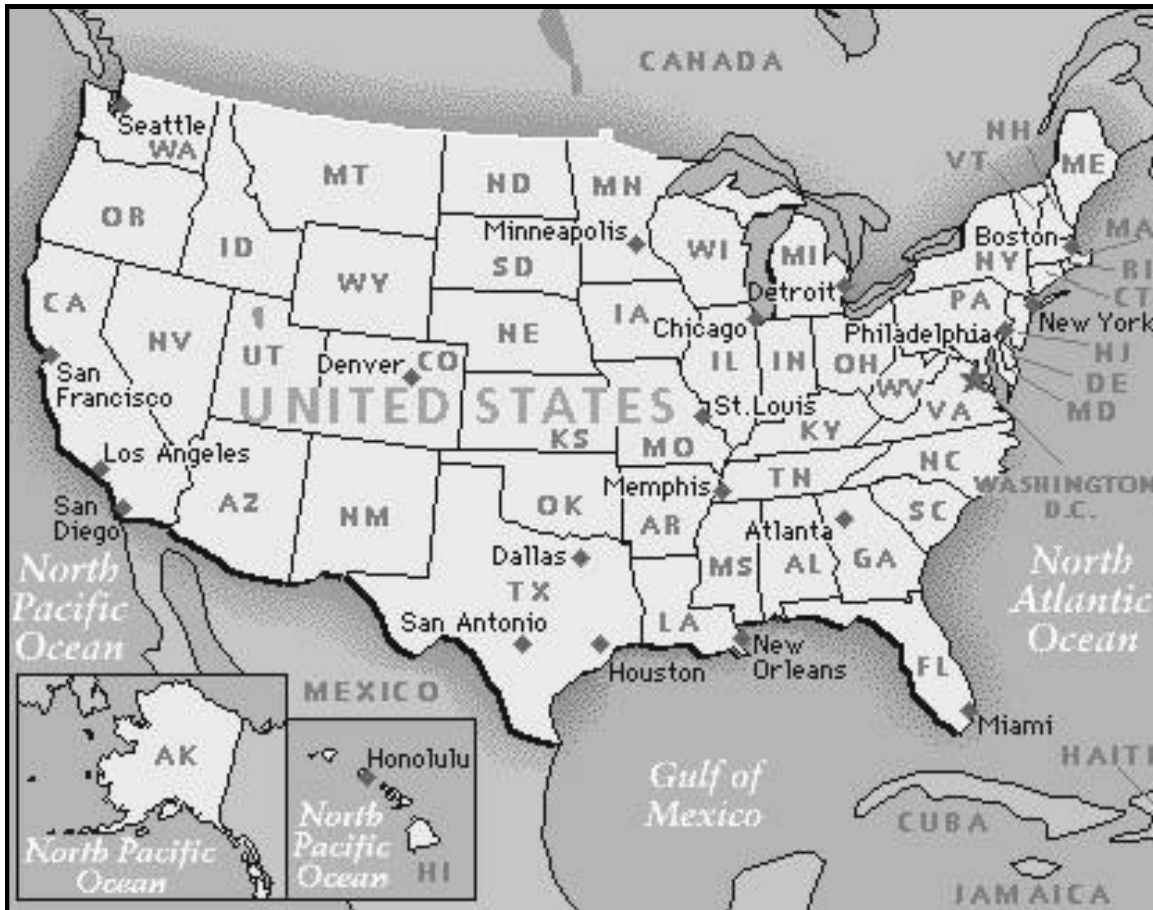 CANADA
NH
VT
ME
Seattle
WA
MT
ND
MN
OR
ID
Minneapolis
WI
MI
Boston
MA
NY
RI
SD
WY
CT
CA
IA
Detroit
PA
New York
NV
UT
NE
Chicago
Philadelphia
NJ
IL
IN
OH
DE
San
Francisco
Denver
CO
WV
MD
UNITED STATES
St. Louis
VA
KS
MO
KY
Los Angeles
NC
TN
WASHINGTON
D.C.
AZ
NM
OK
Memphis
San
Diego
AR
SC
Atlanta
North
Pacific
Ocean
Dallas
MS
AL
GA
North
Atlantic
Ocean
TX
San Antonio
LA
Houston
New
Orleans
FL
MEXICO
Miami
AK
Honolulu
Gulf of
Mexico
HAITI
North Pacific
Ocean
North
Pacific
Ocean
HI
CUBA
JAMAICA